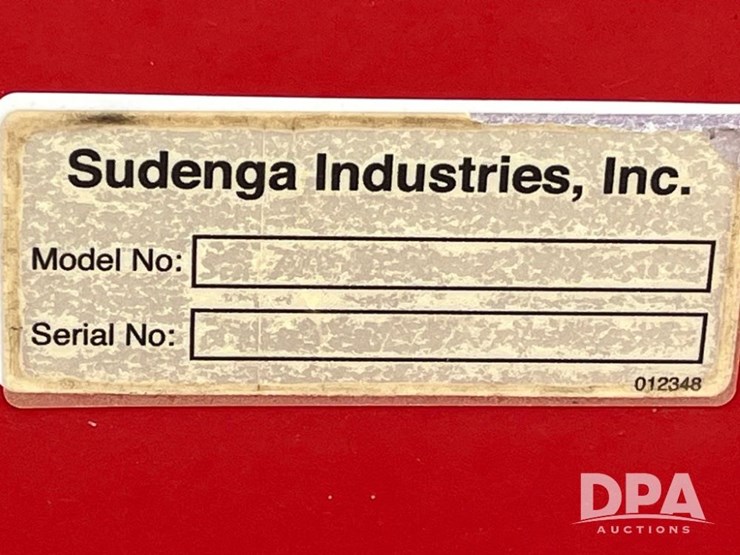 Sudenga Industries, Inc.
Model No:
Serial No:
012348
DPA
AUCTIONS